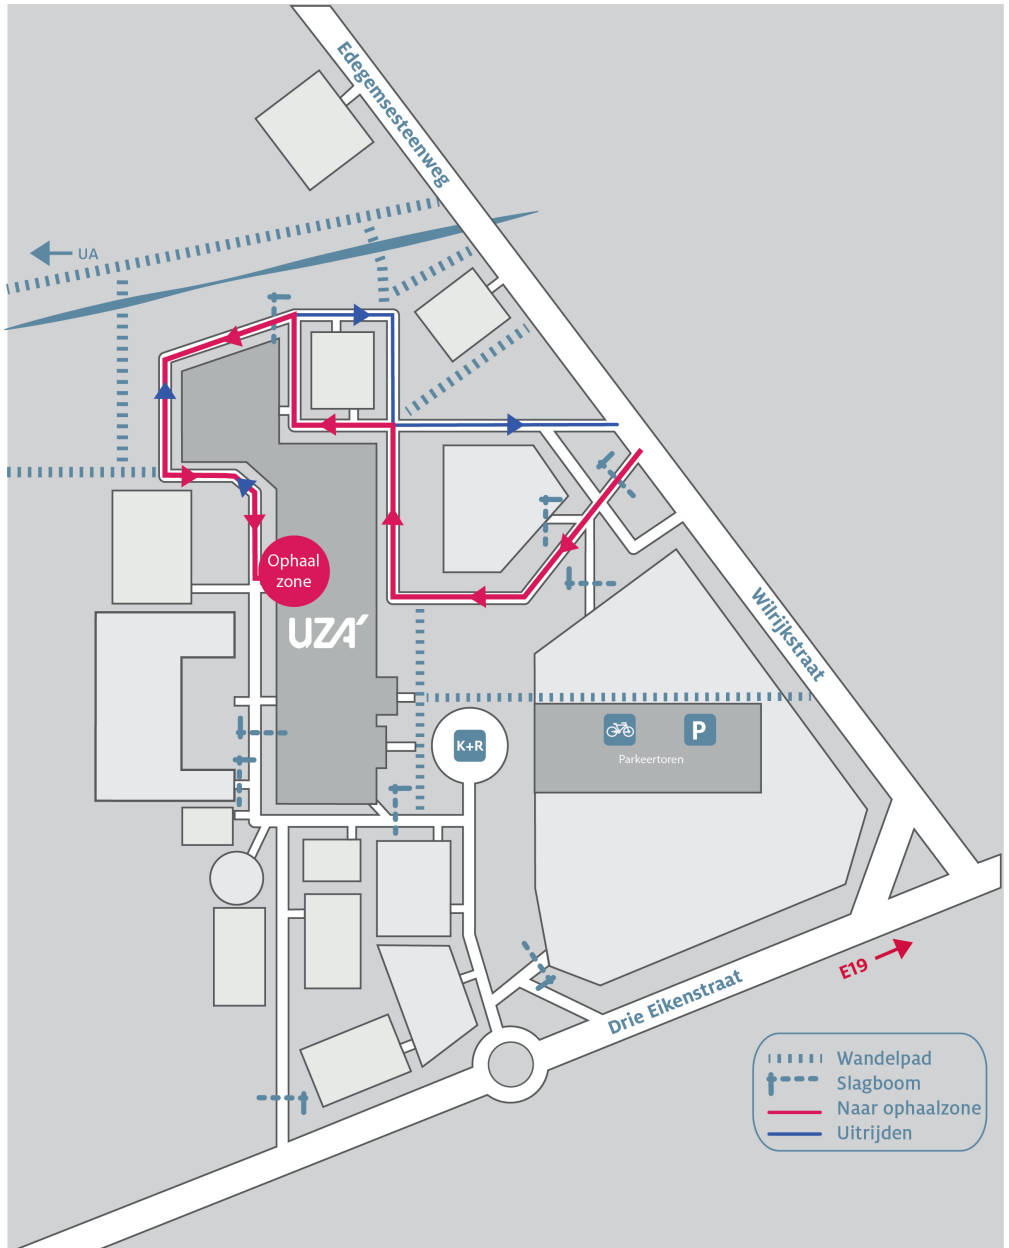 Edegemsesteenweg
UA
Ophaal
zone
UZA
Wilrijkstraat
K+R
P
Parkeertoren
E19
Drie Eikenstraat
Wandelpad
Slagboom
Naar ophaalzone
Uitrijden